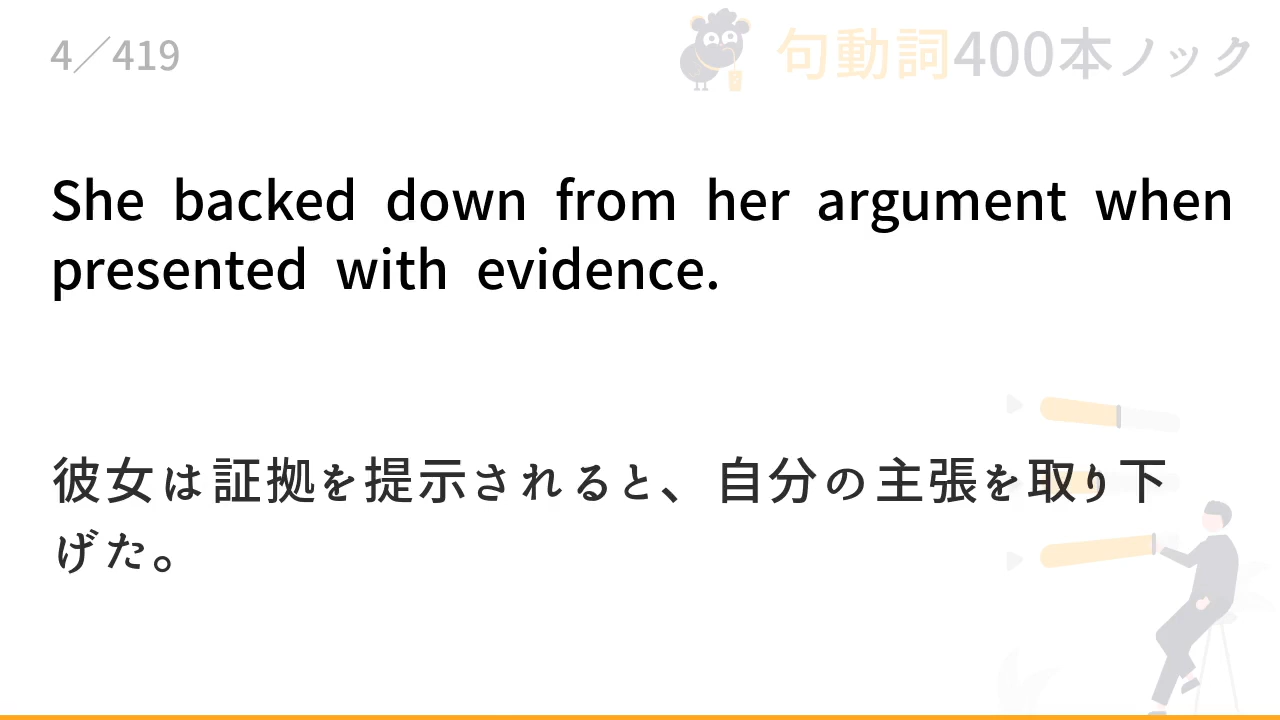 4／419
句動詞400本ノック
She backed down from her argument when
presented with evidence.
彼女は証拠を提示されると、自分の主張を取り下
げた。